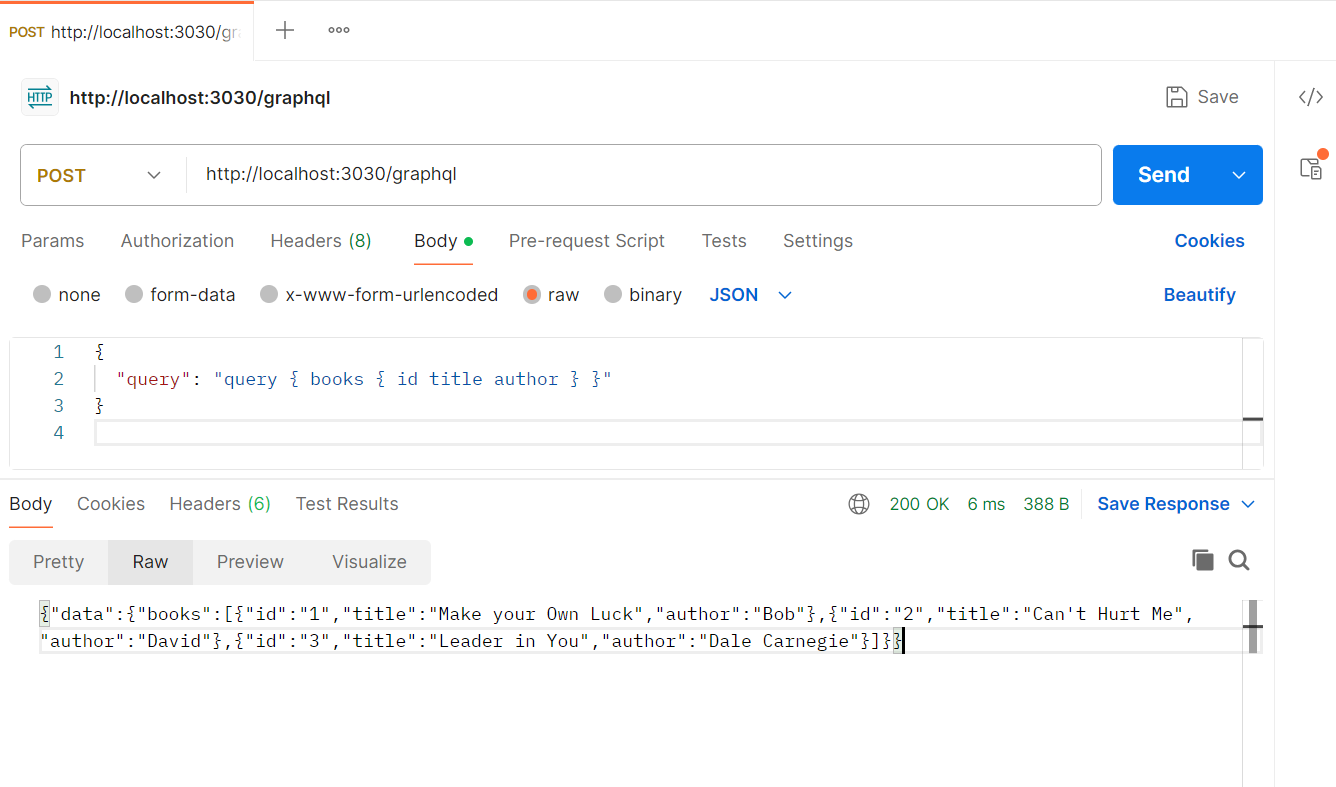 POST http://localhost:3030/gr
HTTP http://localhost:3030/graphql Save
POST http://localhost:3030/graphql Send
Params Authorization Headers (8) Body Pre-request Script Tests Settings Cookies
none form-data x-www-form-urlencoded raw binary JSON Beautify
1 {
2 "query": "query { books { id title author } }"
3 }
4
Body Cookies Headers (6) Test Results 200 OK 6 ms 388 B Save Response
Pretty Raw Preview Visualize
{"data":{"books":[{"id":"1","title":"Make your Own Luck","author":"Bob"},{"id":"2","title":"Can't Hurt Me",
"author":"David"},{"id":"3","title":"Leader in You","author":"Dale Carnegie"}]}}